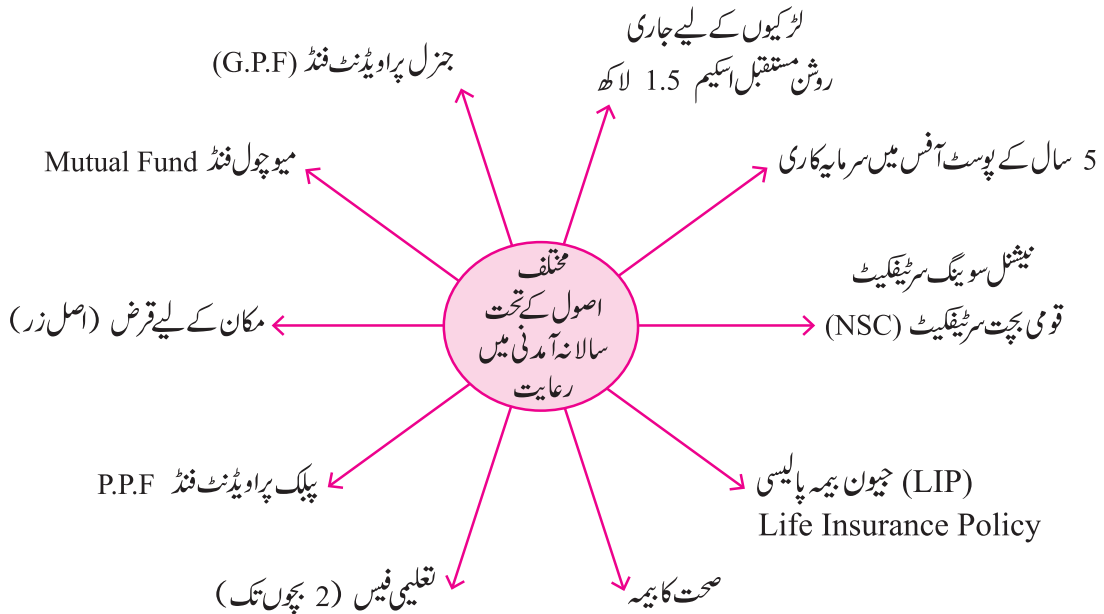 لڑکیوں کے لیے جاری
روشن مستقبل اسکیم 1.5 لاکھ
جنرل پراویڈنٹ فنڈ (G.P.F)
5 سال کے پوسٹ آفس میں سرمایہ کاری
میوچول فنڈ Mutual Fund
نیشنل سوینگ سرٹیفکیٹ
قومی بچت سرٹیفکیٹ (NSC)
مختلف
اصول کے تحت
سالانہ آمدنی میں
رعایت
مکان کے لیے قرض (اصل زر)
جیون بیمہ پالیسی (LIP)
Life Insurance Policy
پبلک پراویڈنٹ فنڈ P.P.F
صحت کا بیمہ
تعلیمی فیس (2 بچوں تک)